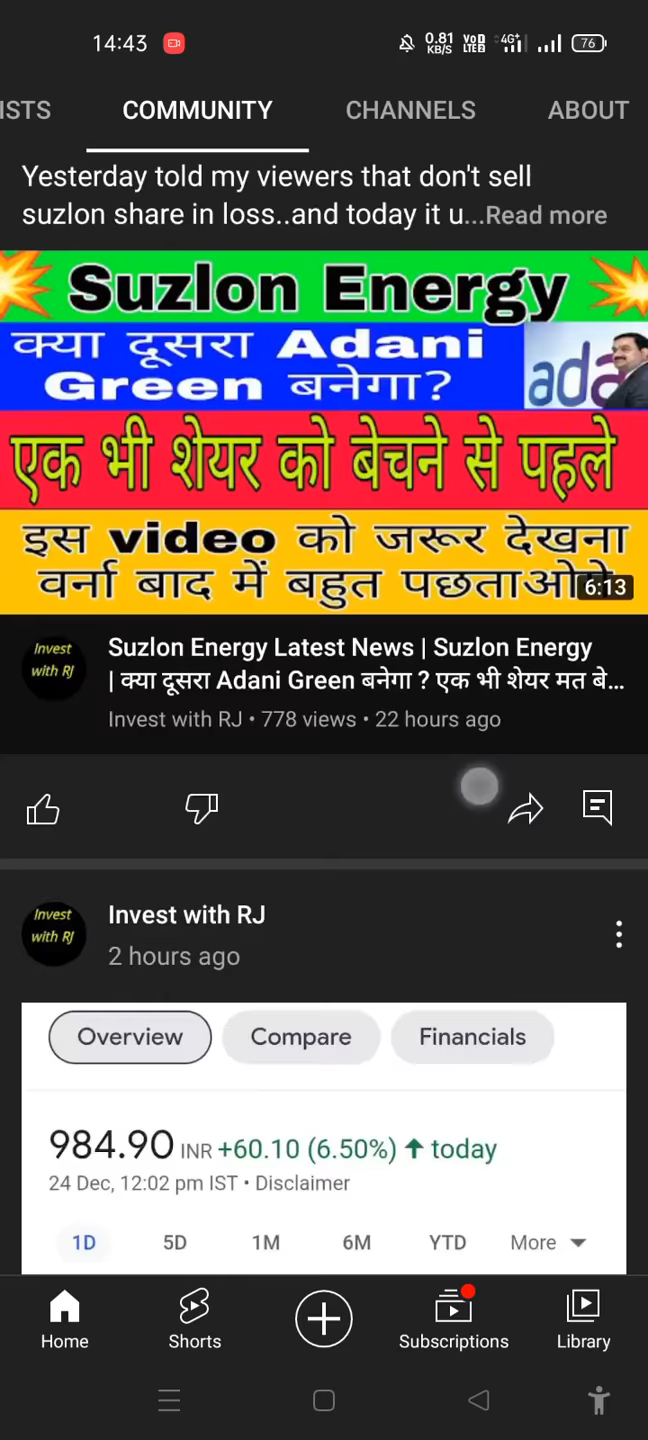 14:43
0.81 KB/S
VoD LTE2
4G+
76
ISTS COMMUNITY CHANNELS ABOUT
Yesterday told my viewers that don't sell
suzlon share in loss..and today it u...Read more
Suzlon Energy
क्या दूसरा Adani
Green बनेगा?
ada
एक भी शेयर को बेचने से पहले
इस video को जरूर देखना
वर्ना बाद में बहुत
6:13
Invest
with RJ
Suzlon Energy Latest News | Suzlon Energy
| क्या दूसरा Adani Green बनेगा ? एक भी शेयर मत बे...
Invest with RJ • 778 views • 22 hours ago
Invest
with RJ
Invest with RJ
2 hours ago
Overview Compare Financials
984.90 INR +60.10 (6.50%) ↑ today
24 Dec, 12:02 pm IST • Disclaimer
1D 5D 1M 6M YTD More
Home Shorts Subscriptions Library